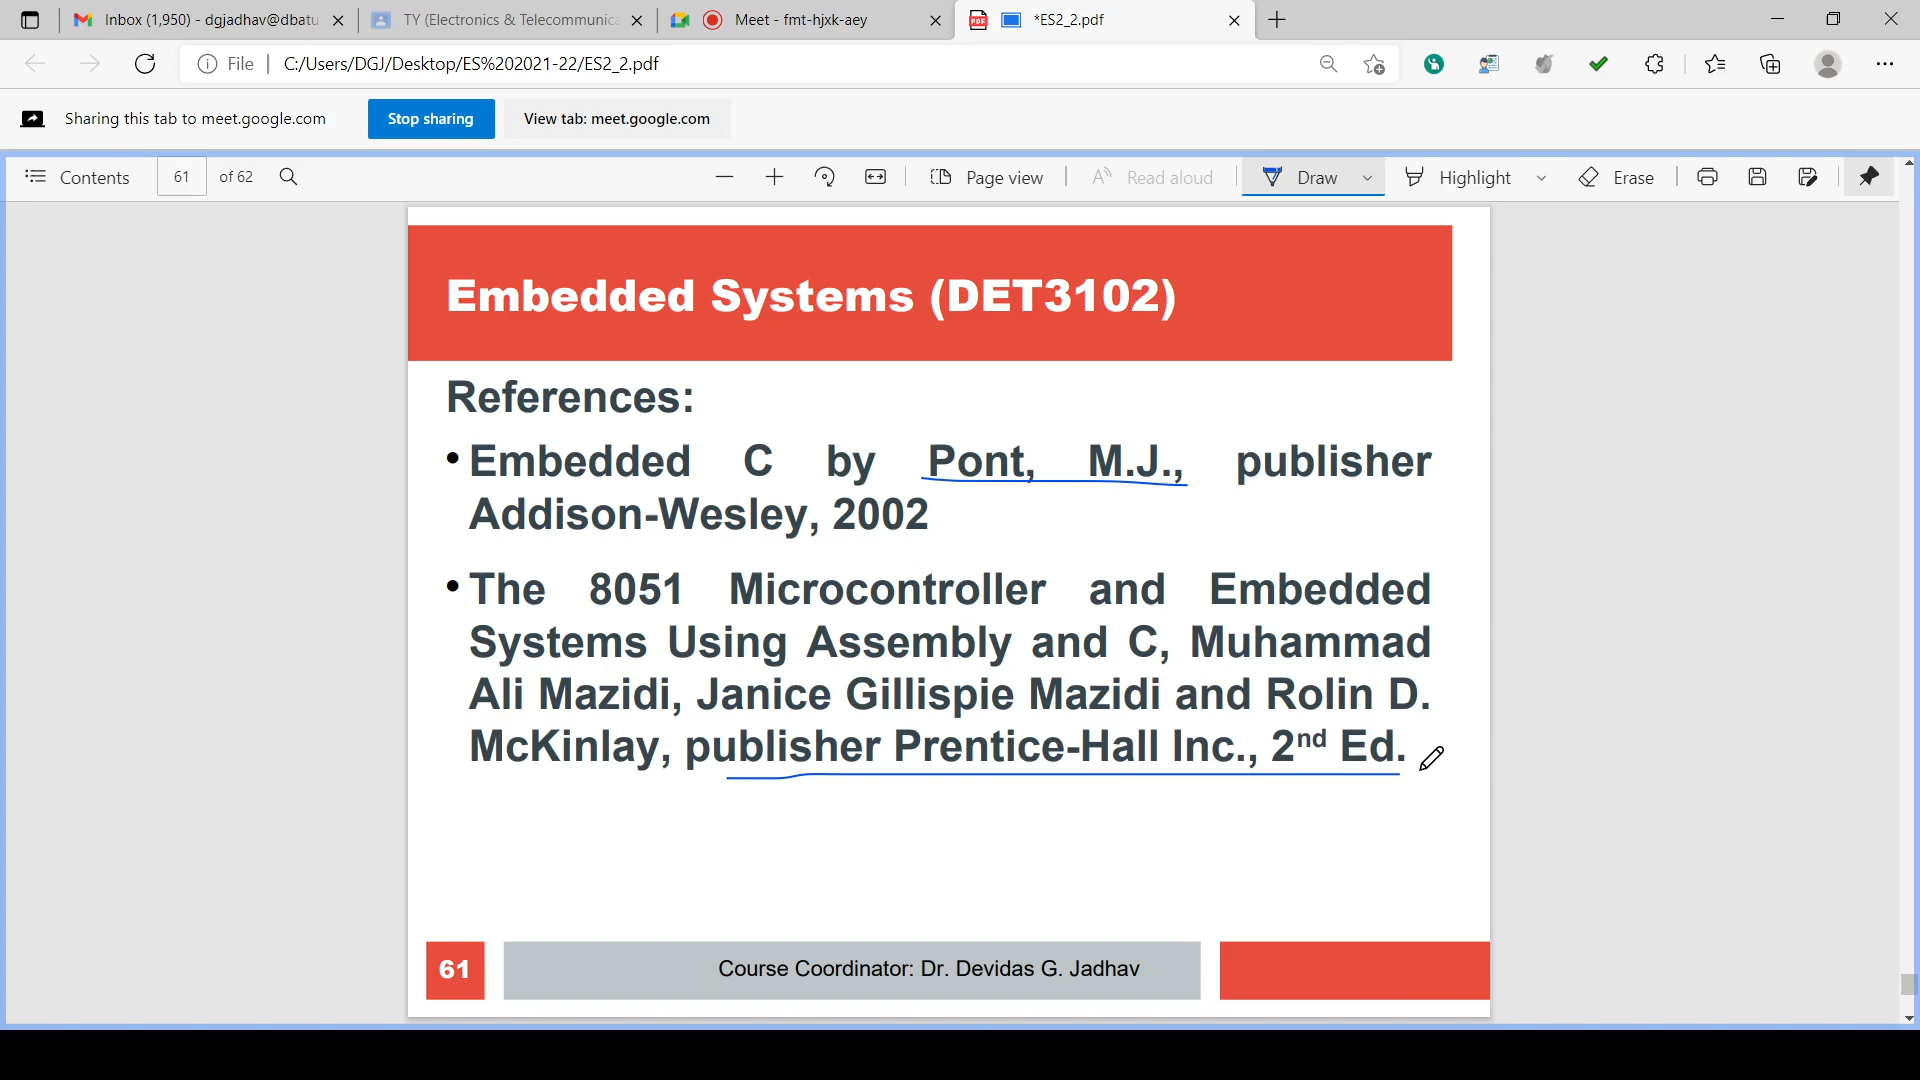 Inbox (1,950) - dgjadhav@dbatu
TY (Electronics & Telecommunica
Meet - fmt-hjxk-aey
*ES2_2.pdf
File
C:/Users/DGJ/Desktop/ES%202021-22/ES2_2.pdf
Sharing this tab to meet.google.com
Stop sharing
View tab: meet.google.com
Contents
61
of 62
Page view
Read aloud
Draw
Highlight
Erase
Embedded Systems (DET3102)
References:
• Embedded C by Pont, M.J., publisher
Addison-Wesley, 2002
• The 8051 Microcontroller and Embedded
Systems Using Assembly and C, Muhammad
Ali Mazidi, Janice Gillispie Mazidi and Rolin D.
McKinlay, publisher Prentice-Hall Inc., 2nd Ed.
61
Course Coordinator: Dr. Devidas G. Jadhav